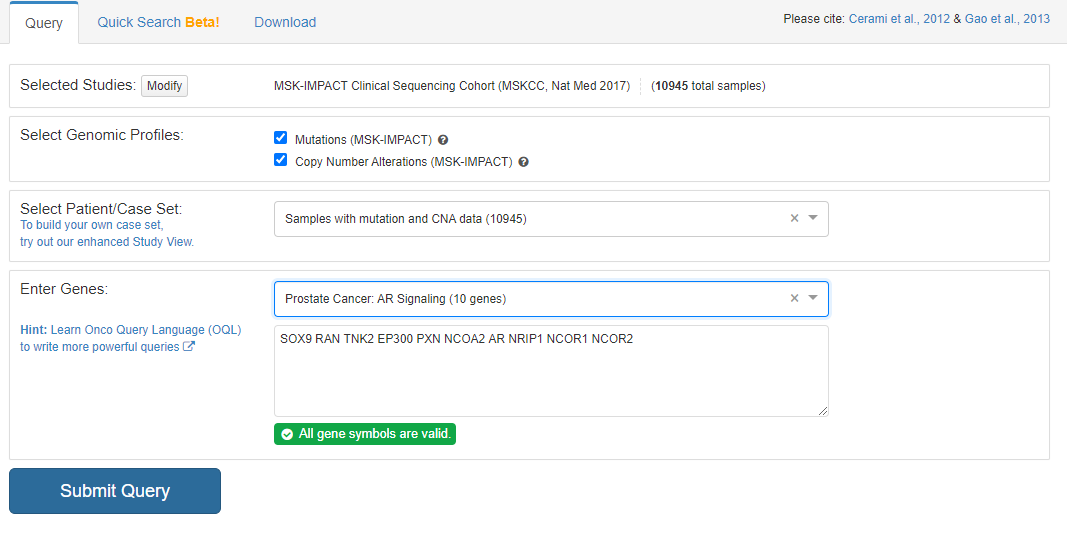 Query Quick Search Beta! Download Please cite: Cerami et al., 2012 & Gao et al., 2013
Selected Studies: Modify MSK-IMPACT Clinical Sequencing Cohort (MSKCC, Nat Med 2017) (10945 total samples)
Select Genomic Profiles:
Mutations (MSK-IMPACT)
Copy Number Alterations (MSK-IMPACT)
Select Patient/Case Set:
To build your own case set,
try out our enhanced Study View.
Samples with mutation and CNA data (10945)
Enter Genes:
Prostate Cancer: AR Signaling (10 genes)
Hint: Learn Onco Query Language (OQL)
to write more powerful queries
SOX9 RAN TNK2 EP300 PXN NCOA2 AR NRIP1 NCOR1 NCOR2
All gene symbols are valid.
Submit Query